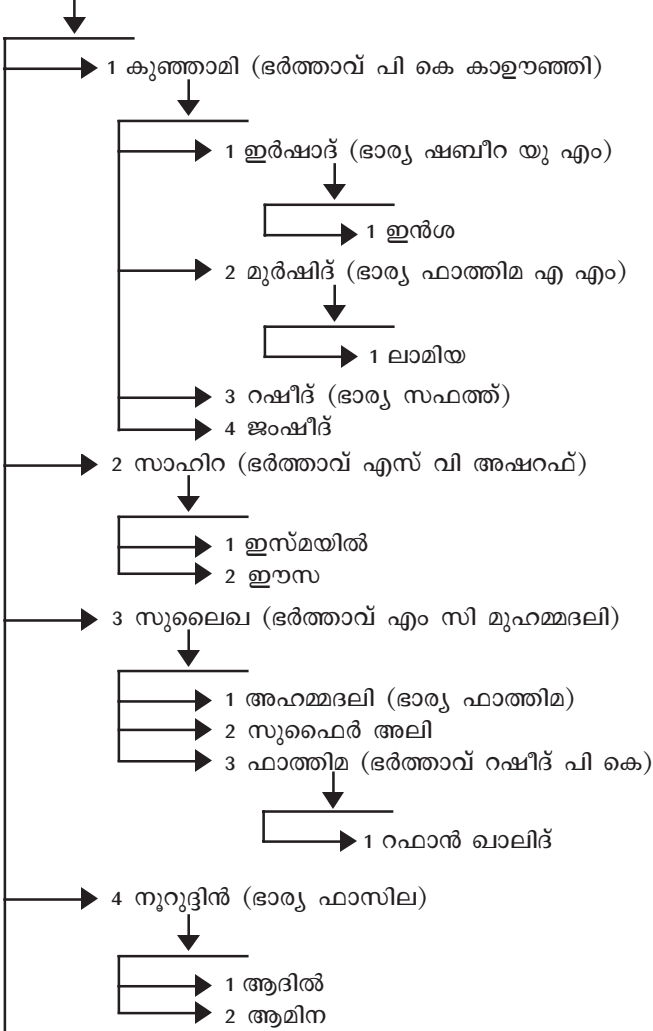 1 കുഞ്ഞാമി (ഭർത്താവ് പി കെ കാഊഞ്ഞി)
1 ഇർഷാദ് (ഭാര്യ ഷബീറ യു എം)
1 ഇൻശ
2 മുർഷിദ് (ഭാര്യ ഫാത്തിമ എ എം)
1 ലാമിയ
3 റഷീദ് (ഭാര്യ സഫത്ത്)
4 ജംഷീദ്
2 സാഹിറ (ഭർത്താവ് എസ് വി അഷറഫ്)
1 ഇസ്മയിൽ
2 ഈസ
3 സുലൈഖ (ഭർത്താവ് എം സി മുഹമ്മദലി)
1 അഹമ്മദലി (ഭാര്യ ഫാത്തിമ)
2 സുഫൈർ അലി
3 ഫാത്തിമ (ഭർത്താവ് റഷീദ് പി കെ)
1 റഫാൻ ഖാലിദ്
4 നൂറുദ്ദിൻ (ഭാര്യ ഫാസില)
1 ആദിൽ
2 ആമിന